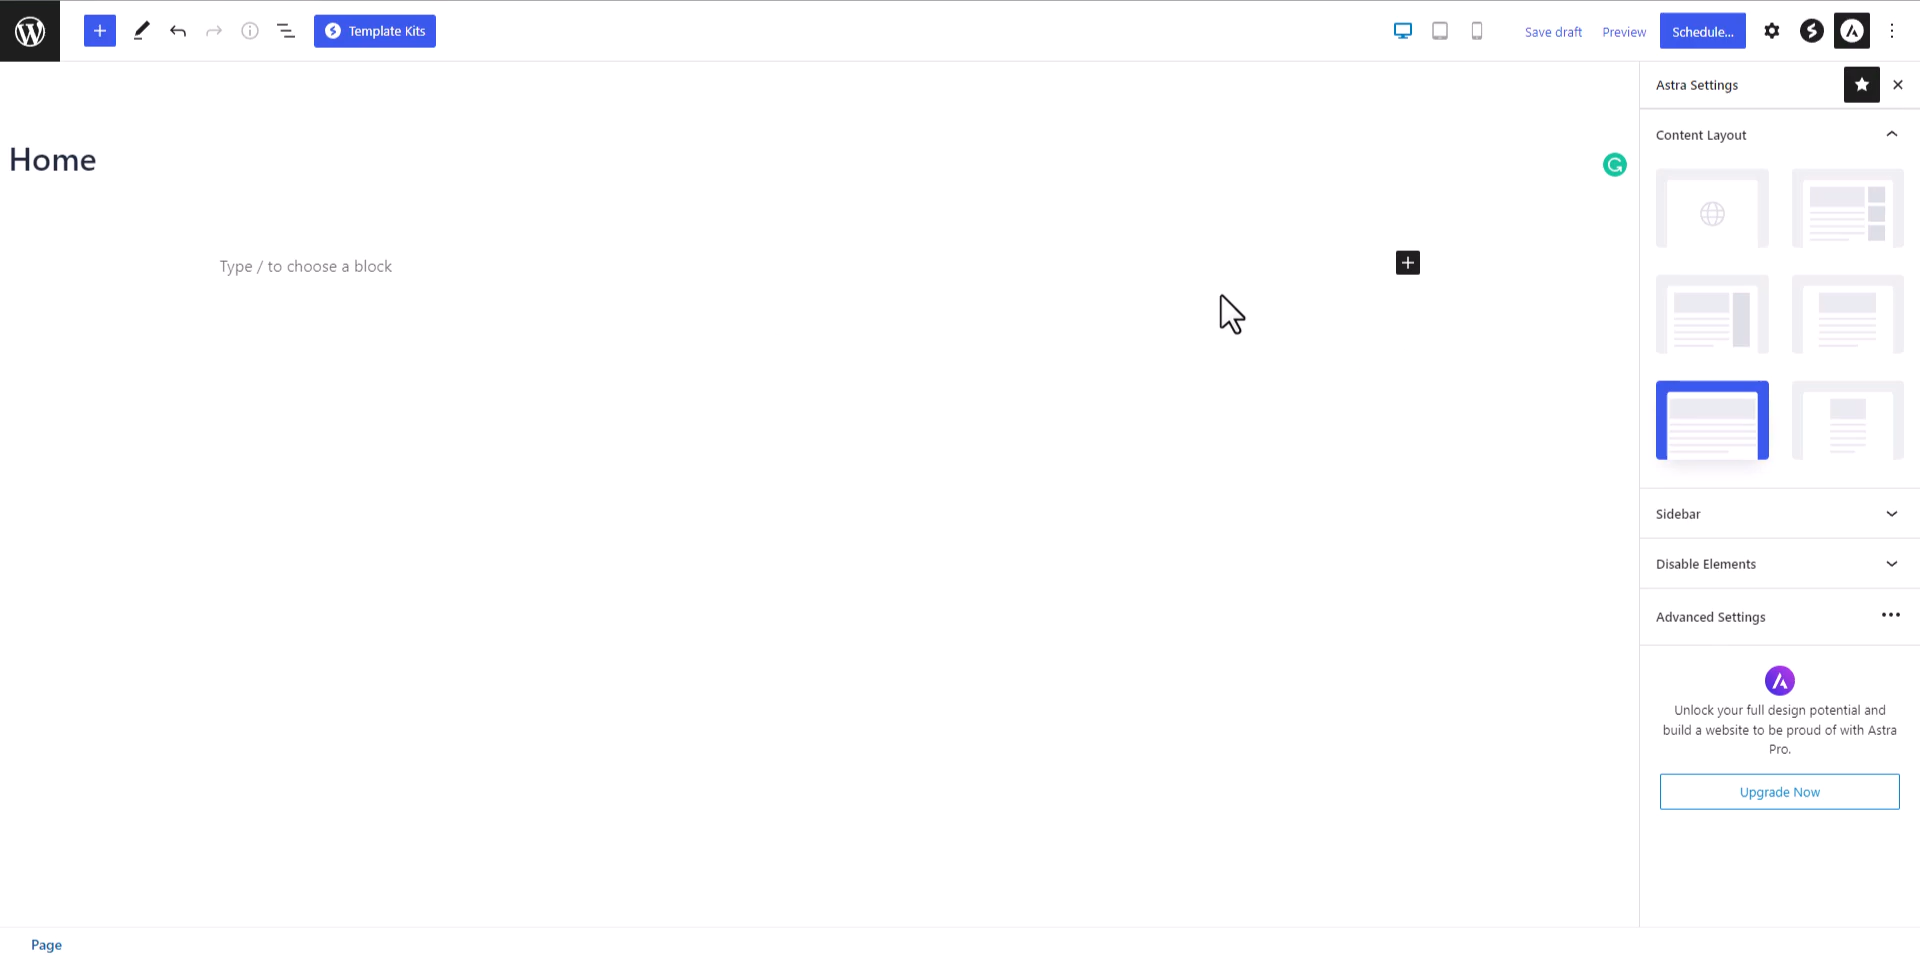 Template Kits
Save draft
Preview
Schedule...
Astra Settings
Content Layout
Home
Type / to choose a block
Sidebar
Disable Elements
Advanced Settings
Unlock your full design potential and
build a website to be proud of with Astra
Pro.
Upgrade Now
Page